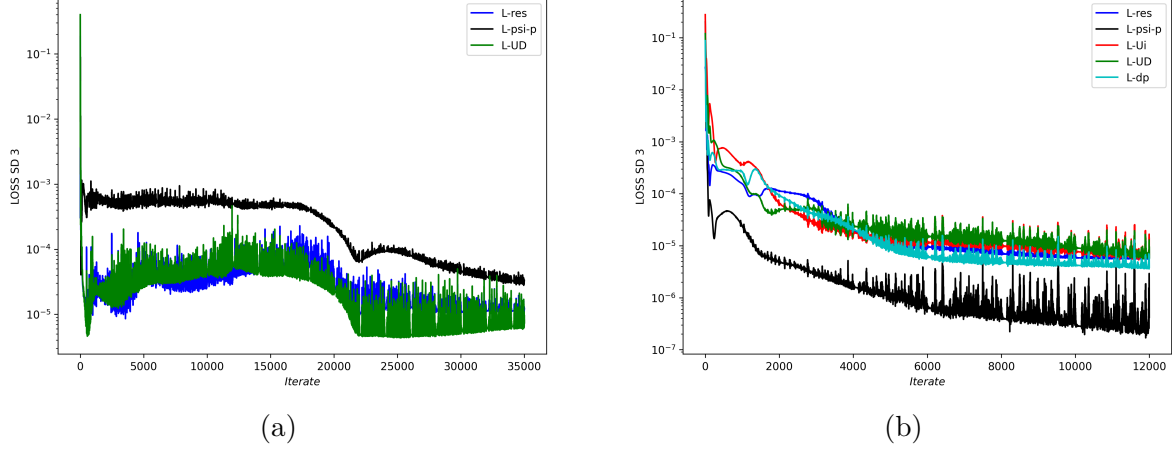 L-res
L-psi-p
L-UD
10⁻¹
10⁻²
10⁻³
10⁻⁴
10⁻⁵
LOSS SD 3
0 5000 10000 15000 20000 25000 30000 35000
Iterate
(a)
L-res
L-psi-p
L-Ui
L-UD
L-dp
10⁻¹
10⁻²
10⁻³
10⁻⁴
10⁻⁵
10⁻⁶
10⁻⁷
LOSS SD 3
0 2000 4000 6000 8000 10000 12000
Iterate
(b)